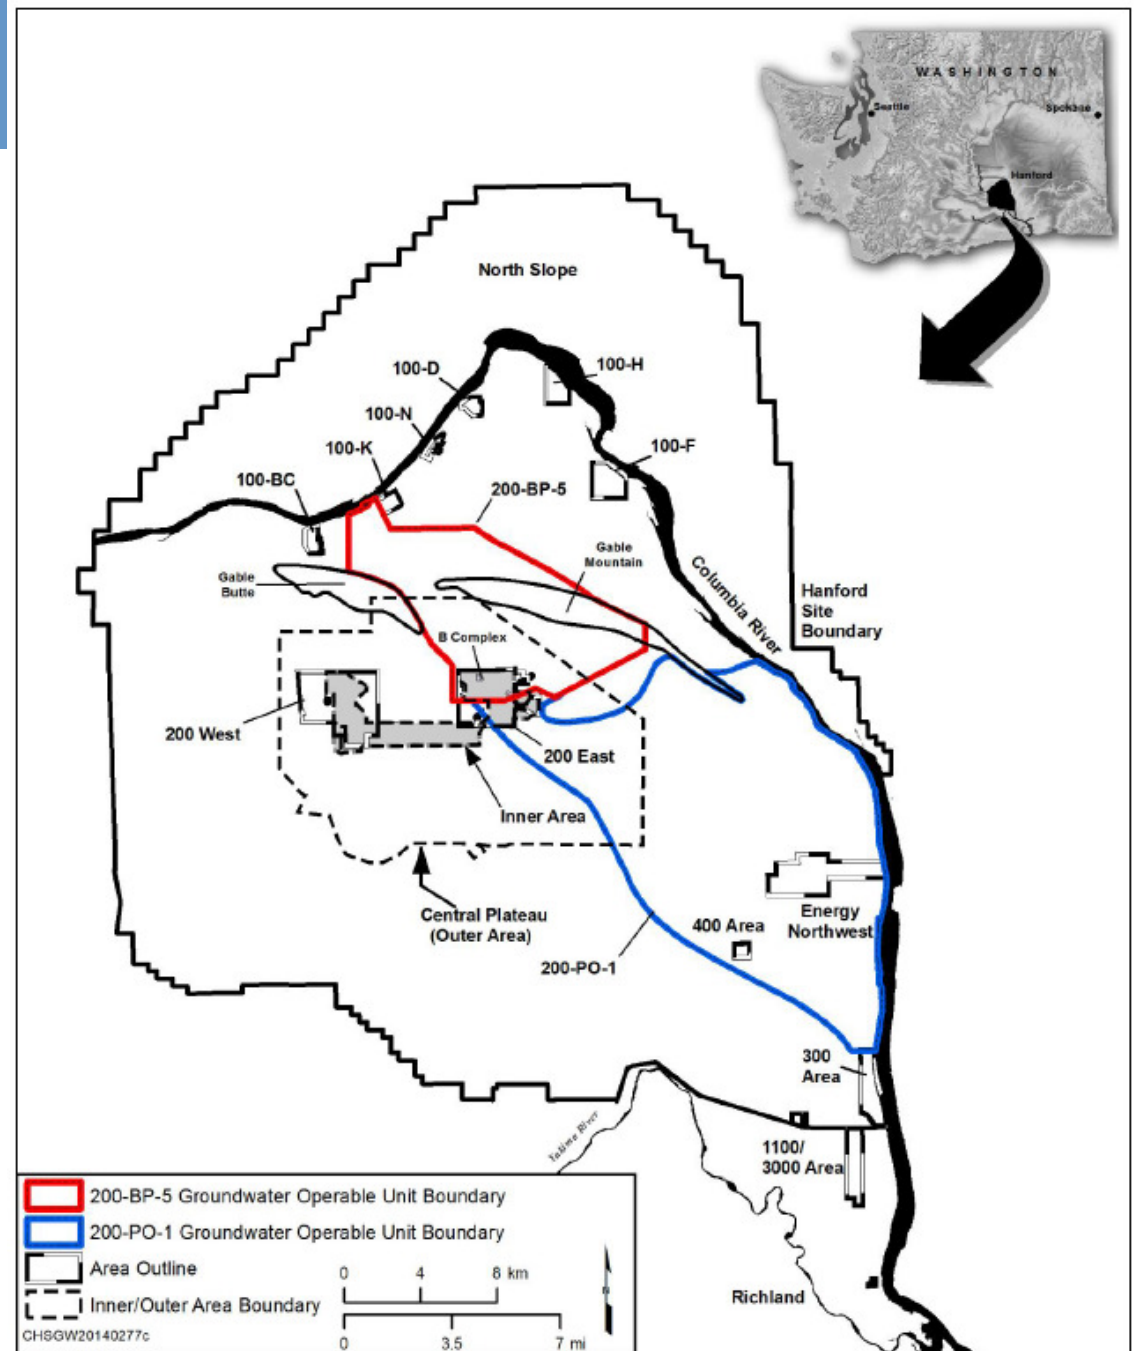 WASHINGTON
Seattle
Spokane
Hanford
North Slope
100-D
100-H
100-N
100-K
100-F
100-BC
200-BP-5
Gable
Mountain
Gable
Butte
Columbia River
Hanford
Site
Boundary
B Complex
200 West
200 East
Inner Area
Central Plateau
(Outer Area)
400 Area
Energy
Northwest
200-PO-1
300
Area
Yakima River
1100/
3000 Area
Richland
200-BP-5 Groundwater Operable Unit Boundary
200-PO-1 Groundwater Operable Unit Boundary
Area Outline
Inner/Outer Area Boundary
0 4 8 km
0 3.5 7 mi
N
CHSGW20140277c